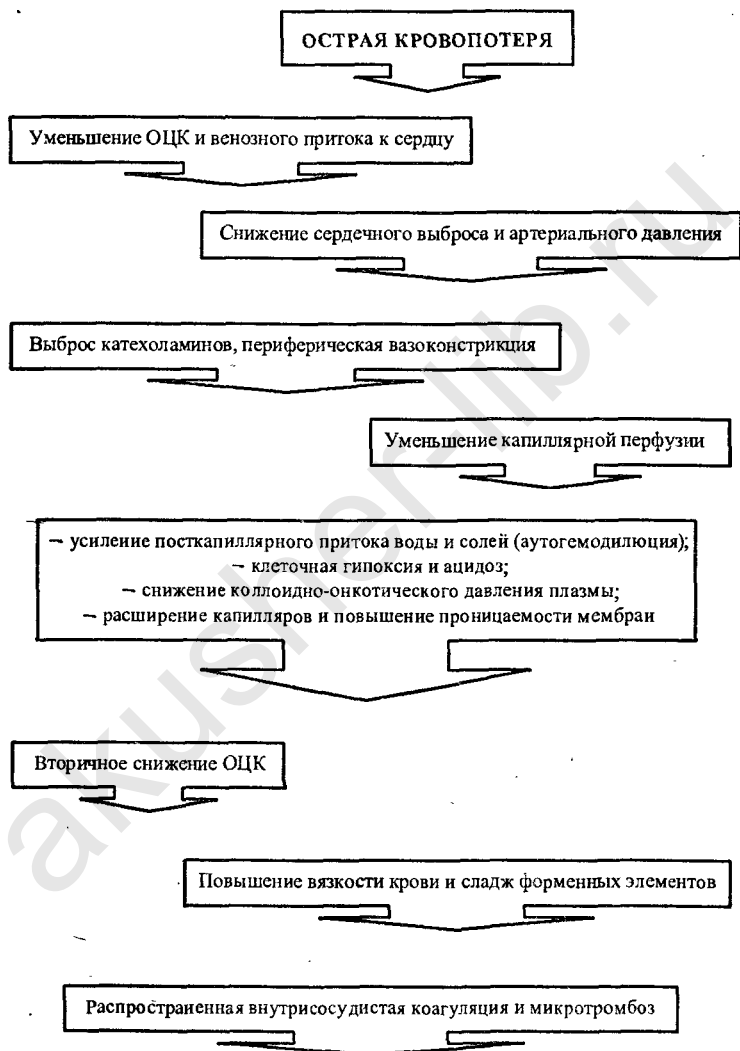 ОСТРАЯ КРОВОПОТЕРЯ
Уменьшение ОЦК и венозного притока к сердцу
Снижение сердечного выброса и артериального давления
Выброс катехоламинов, периферическая вазоконстрикция
Уменьшение капиллярной перфузии
– усиление посткапиллярного притока воды и солей (аутогемодилюция);
– клеточная гипоксия и ацидоз;
– снижение коллоидно-онкотического давления плазмы;
– расширение капилляров и повышение проницаемости мембран
Вторичное снижение ОЦК
Повышение вязкости крови и сладж форменных элементов
Распространенная внутрисосудистая коагуляция и микротромбоз
akusher-lib.ru